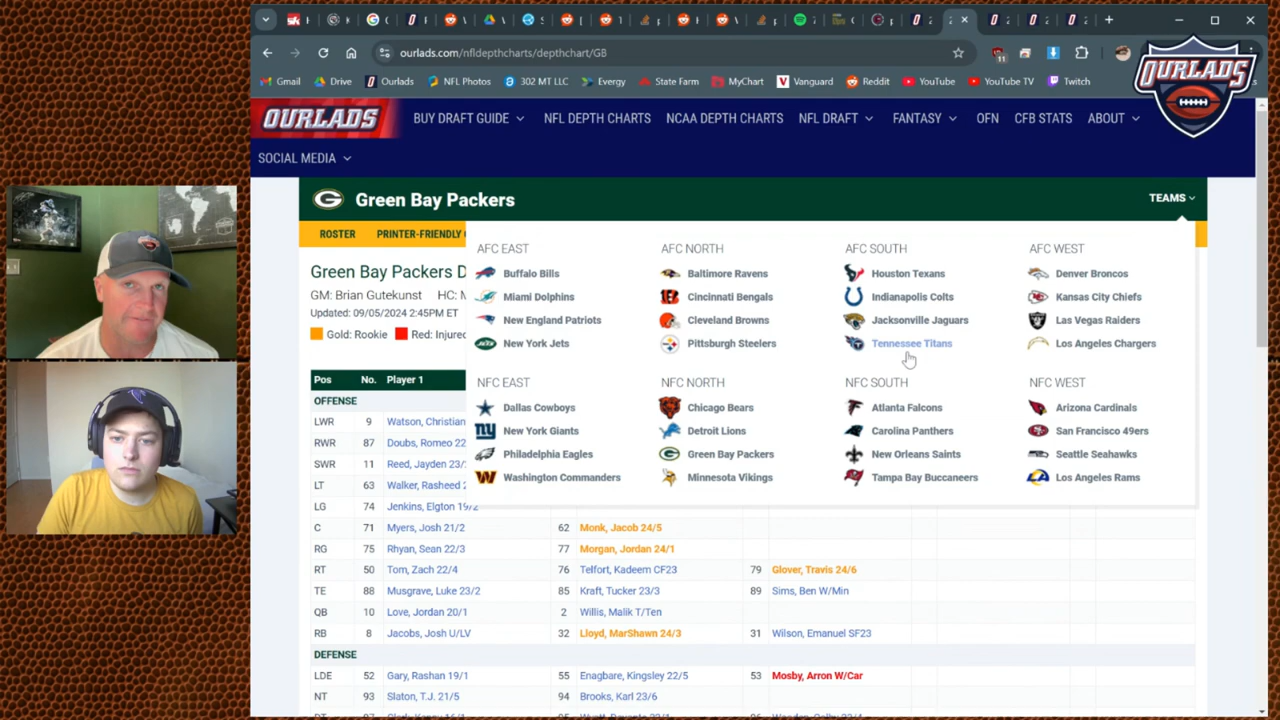 ourlads.com/nfldepthcharts/depthchart/GB
11
Gmail Drive Ourlads NFL Photos 302 MT LLC Evergy State Farm MyChart Vanguard Reddit YouTube YouTube TV Twitch
OURLADS
OURLADS BUY DRAFT GUIDE NFL DEPTH CHARTS NCAA DEPTH CHARTS NFL DRAFT FANTASY OFN CFB STATS ABOUT
SOCIAL MEDIA
Green Bay Packers TEAMS
ROSTER PRINTER-FRIENDLY
Green Bay Packers D
GM: Brian Gutekunst HC: M
Updated: 09/05/2024 2:45PM ET
Gold: Rookie Red: Injured
AFC EAST AFC NORTH AFC SOUTH AFC WEST
Buffalo Bills Baltimore Ravens Houston Texans Denver Broncos
Miami Dolphins Cincinnati Bengals Indianapolis Colts Kansas City Chiefs
New England Patriots Cleveland Browns Jacksonville Jaguars Las Vegas Raiders
New York Jets Pittsburgh Steelers Tennessee Titans Los Angeles Chargers
NFC EAST NFC NORTH NFC SOUTH NFC WEST
Dallas Cowboys Chicago Bears Atlanta Falcons Arizona Cardinals
New York Giants Detroit Lions Carolina Panthers San Francisco 49ers
Philadelphia Eagles Green Bay Packers New Orleans Saints Seattle Seahawks
Washington Commanders Minnesota Vikings Tampa Bay Buccaneers Los Angeles Rams
Pos No. Player 1
OFFENSE
LWR 9 Watson, Christian
RWR 87 Doubs, Romeo 22
SWR 11 Reed, Jayden 23/
LT 63 Walker, Rasheed 2
LG 74 Jenkins, Elgton 19/2
C 71 Myers, Josh 21/2 62 Monk, Jacob 24/5
RG 75 Rhyan, Sean 22/3 77 Morgan, Jordan 24/1
RT 50 Tom, Zach 22/4 76 Telfort, Kadeem CF23 79 Glover, Travis 24/6
TE 88 Musgrave, Luke 23/2 85 Kraft, Tucker 23/3 89 Sims, Ben W/Min
QB 10 Love, Jordan 20/1 2 Willis, Malik T/Ten
RB 8 Jacobs, Josh U/LV 32 Lloyd, MarShawn 24/3 31 Wilson, Emanuel SF23
DEFENSE
LDE 52 Gary, Rashan 19/1 55 Enagbare, Kingsley 22/5 53 Mosby, Arron W/Car
NT 93 Slaton, T.J. 21/5 94 Brooks, Karl 23/6